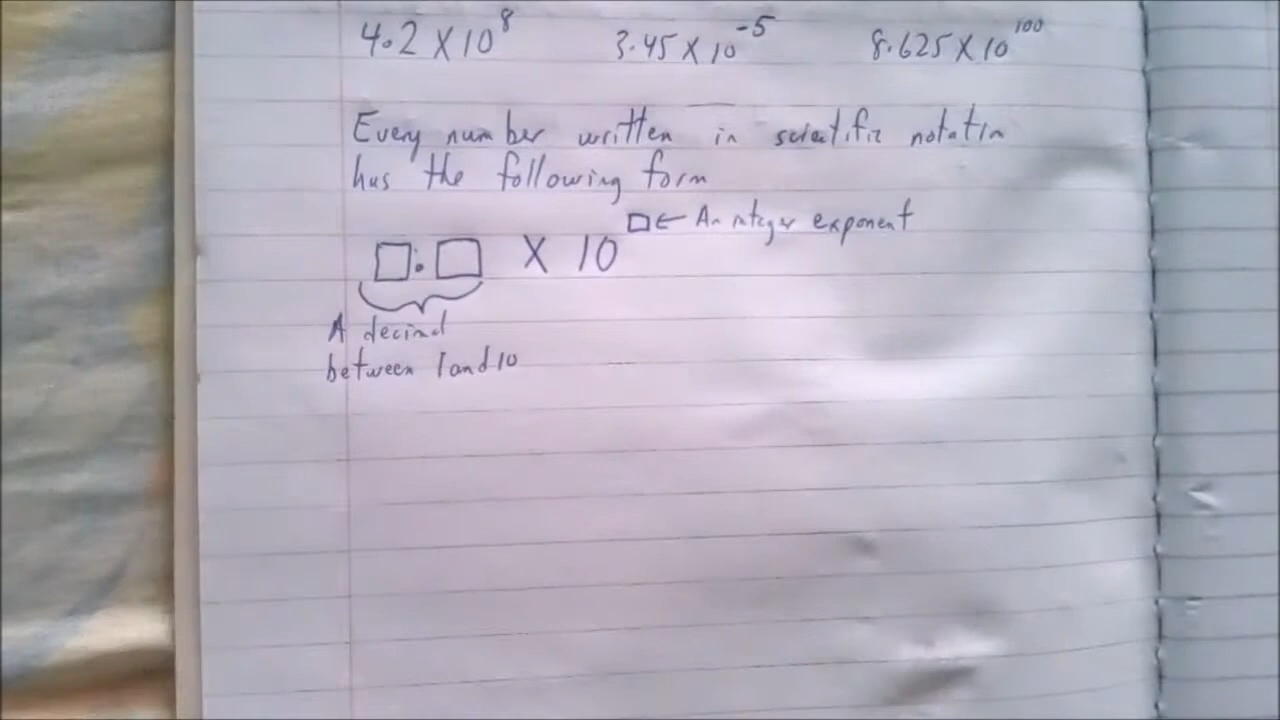 4.2 X 10^8 3.45 X 10^-5 8.625 X 10^100
Every number written in scientific notation
has the following form
□.□ X 10^□ ← An integer exponent
A decimal
between 1 and 10